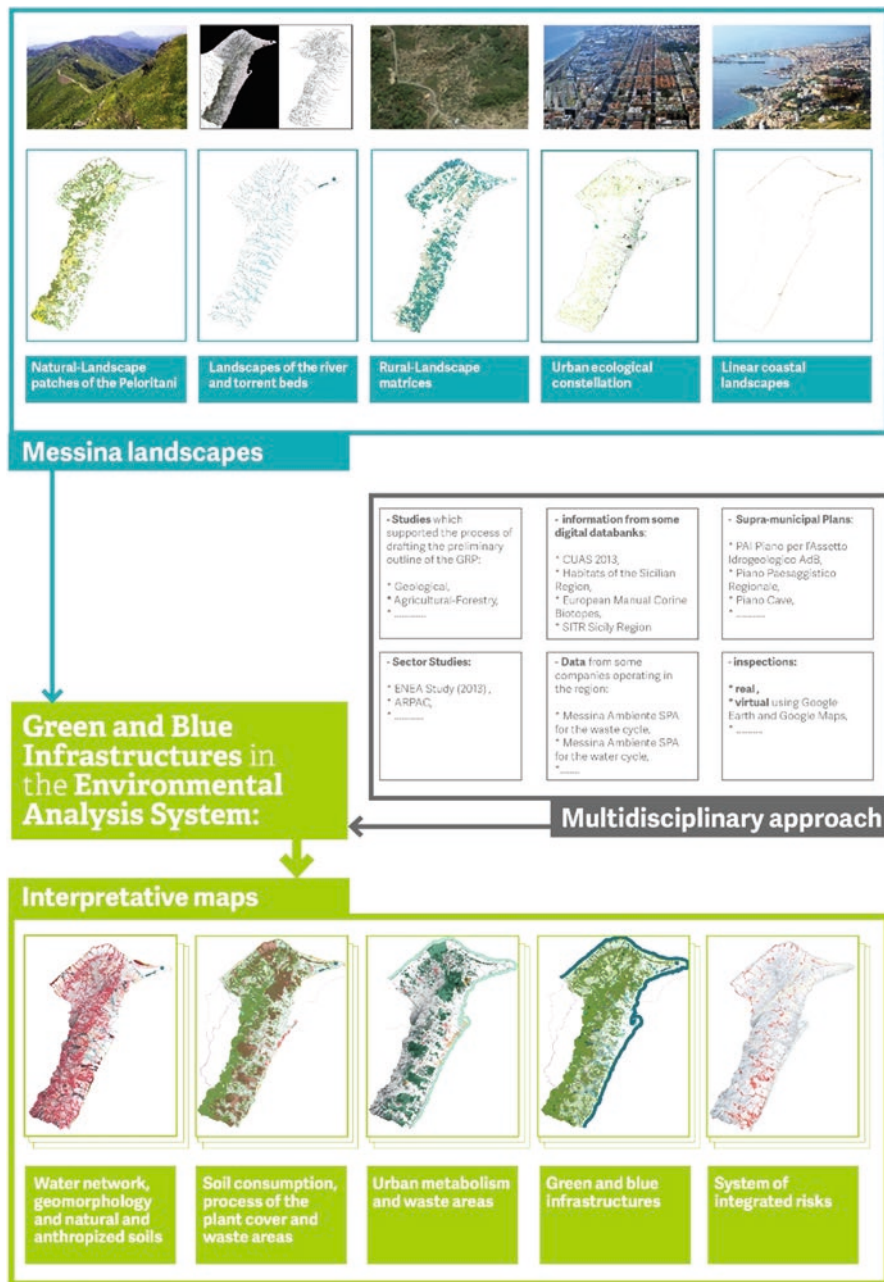 Natural-Landscape
patches of the Peloritani
Landscapes of the river
and torrent beds
Rural-Landscape
matrices
Urban ecological
constellation
Linear coastal
landscapes
Messina landscapes
- Studies which
supported the process of
drafting the preliminary
outline of the GRP:
* Geological,
* Agricultural-Forestry,
* ..........
- information from some
digital databanks:
* CUAS 2013,
* Habitats of the Sicilian
Region,
* European Manual Corine
Biotopes,
* SITR Sicily Region
- Supra-municipal Plans:
* PAI Piano per l'Assetto
Idrogeologico AdB,
* Piano Paesaggistico
Regionale,
* Piano Cave,
* ..........
- Sector Studies:
* ENEA Study (2013) ,
* ARPAC,
* ..........
- Data from some
companies operating in
the region:
* Messina Ambiente SPA
for the waste cycle,
* Messina Ambiente SPA
for the water cycle,
* ......
- inspections:
* real ,
* virtual using Google
Earth and Google Maps,
* ..........
Green and Blue
Infrastructures in
the Environmental
Analysis System:
Multidisciplinary approach
Interpretative maps
Water network,
geomorphology
and natural and
anthropized soils
Soil consumption,
process of the
plant cover and
waste areas
Urban metabolism
and waste areas
Green and blue
infrastructures
System of
integrated risks